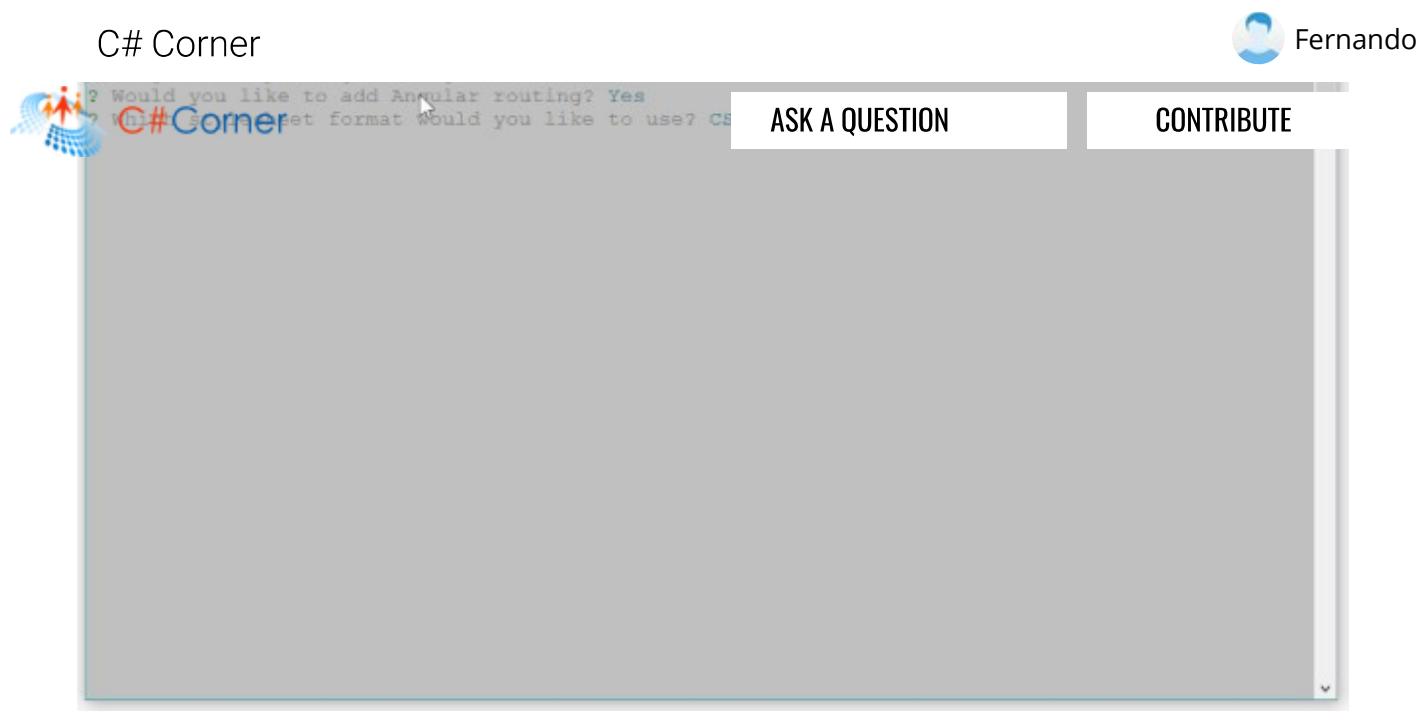 C# Corner
Fernando
? Would you like to add Angular routing? Yes
? Which format would you like to use?
C#Corner
ASK A QUESTION
CONTRIBUTE